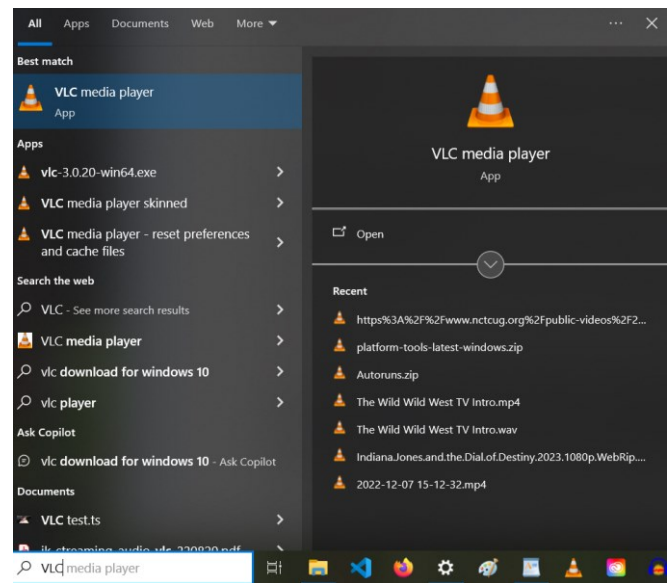 All Apps Documents Web More
Best match
VLC media player
App
Apps
vlc-3.0.20-win64.exe
VLC media player skinned
VLC media player - reset preferences
and cache files
Search the web
VLC - See more search results
VLC media player
vlc download for windows 10
vlc player
Ask Copilot
vlc download for windows 10 - Ask Copilot
Documents
VLC test.ts
jk-streaming-audio-vlc-220820.pdf
VLC media player
VLC media player
App
Open
Recent
https%3A%2F%2Fwww.nctcug.org%2Fpublic-videos%2F2...
platform-tools-latest-windows.zip
Autoruns.zip
The Wild Wild West TV Intro.mp4
The Wild Wild West TV Intro.wav
Indiana.Jones.and.the.Dial.of.Destiny.2023.1080p.WebRip....
2022-12-07 15-12-32.mp4